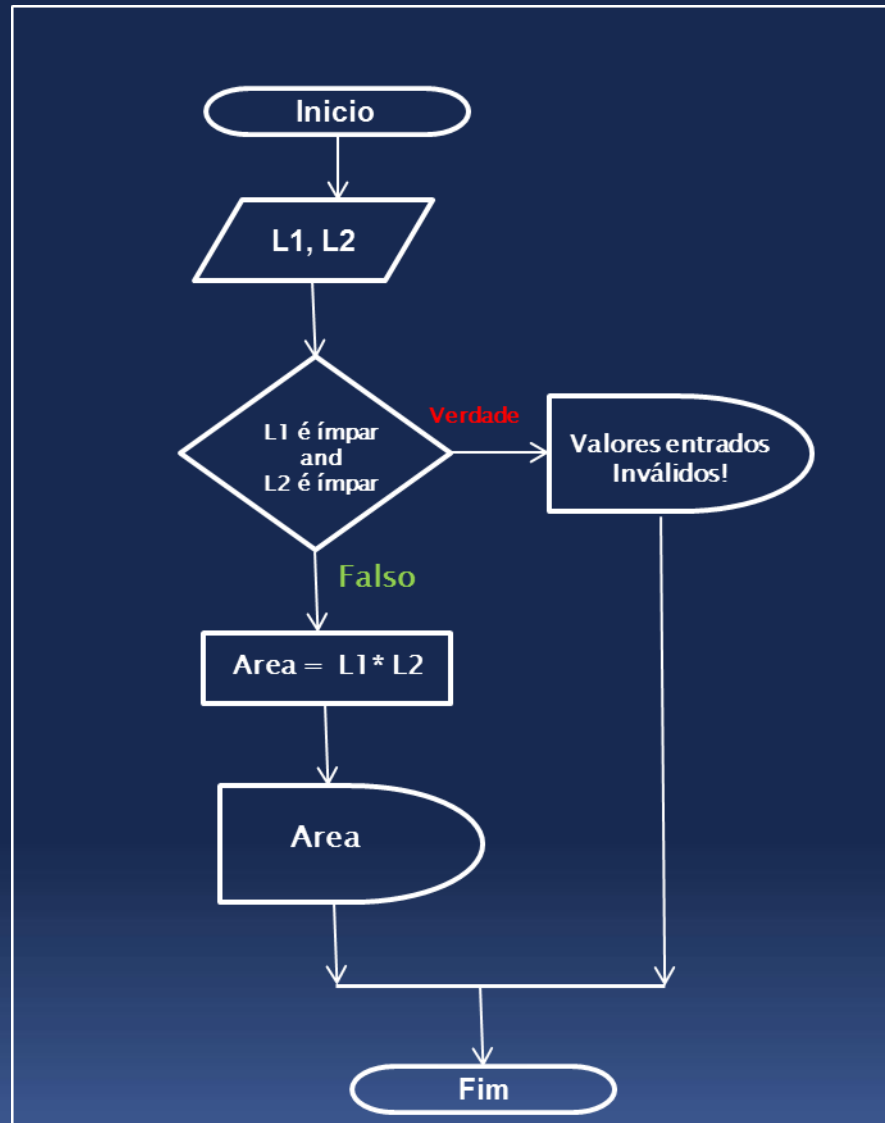 Inicio
L1, L2
L1 é ímpar
and
L2 é ímpar
Verdade
Valores entrados
Inválidos!
Falso
Area = L1* L2
Area
Fim